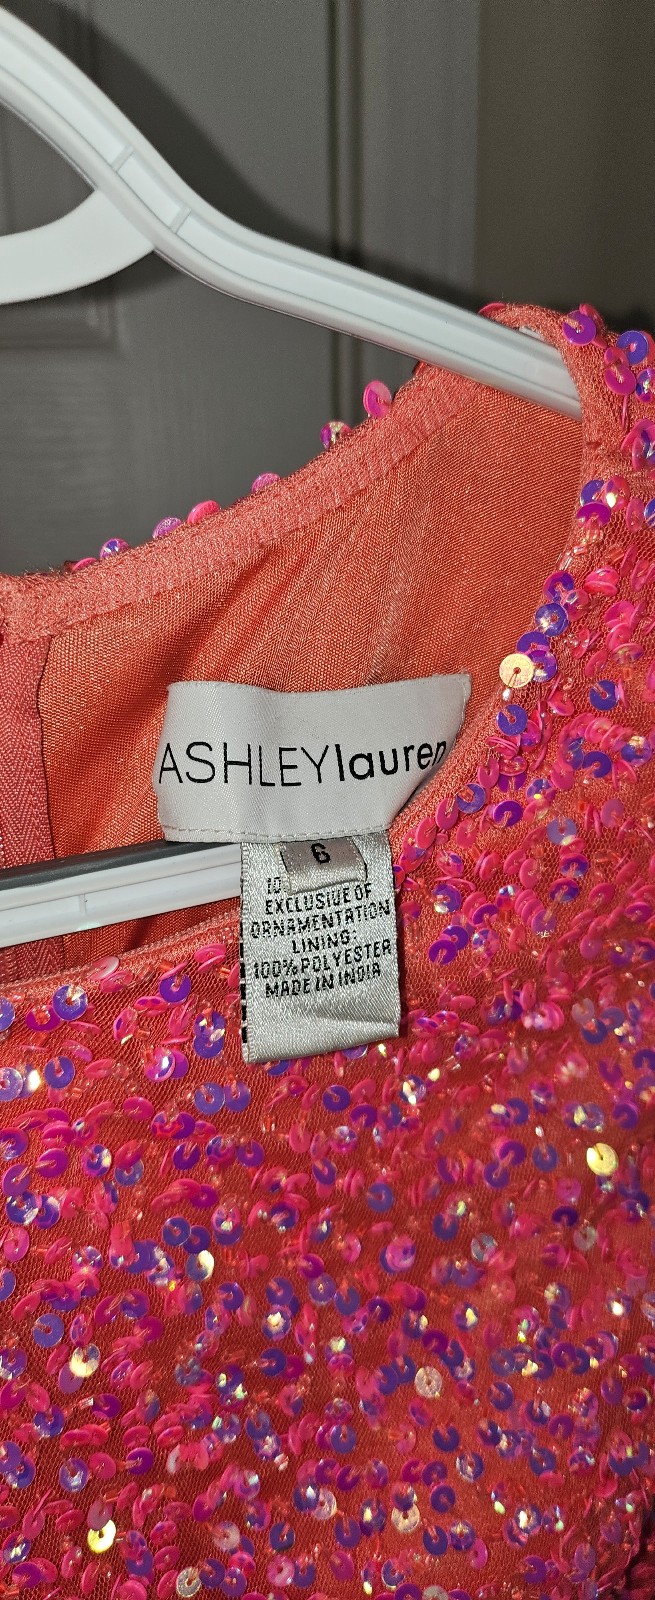 ASHLEYlauren
6
EXCLUSIVE OF
ORNAMENTATION
LINING:
100% POLYESTER
MADE IN INDIA